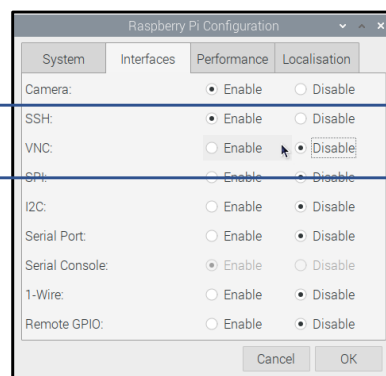 Raspberry Pi Configuration
System Interfaces Performance Localisation
Camera: Enable Disable
SSH: Enable Disable
VNC: Enable Disable
SPI: Enable Disable
I2C: Enable Disable
Serial Port: Enable Disable
Serial Console: Enable Disable
1-Wire: Enable Disable
Remote GPIO: Enable Disable
Cancel OK